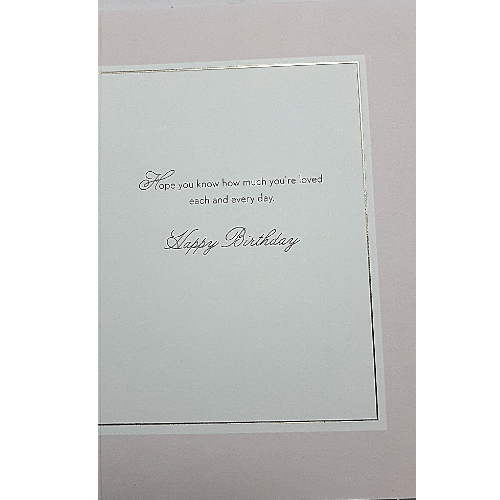 Hope you know how much you're loved
each and every day.
Happy Birthday